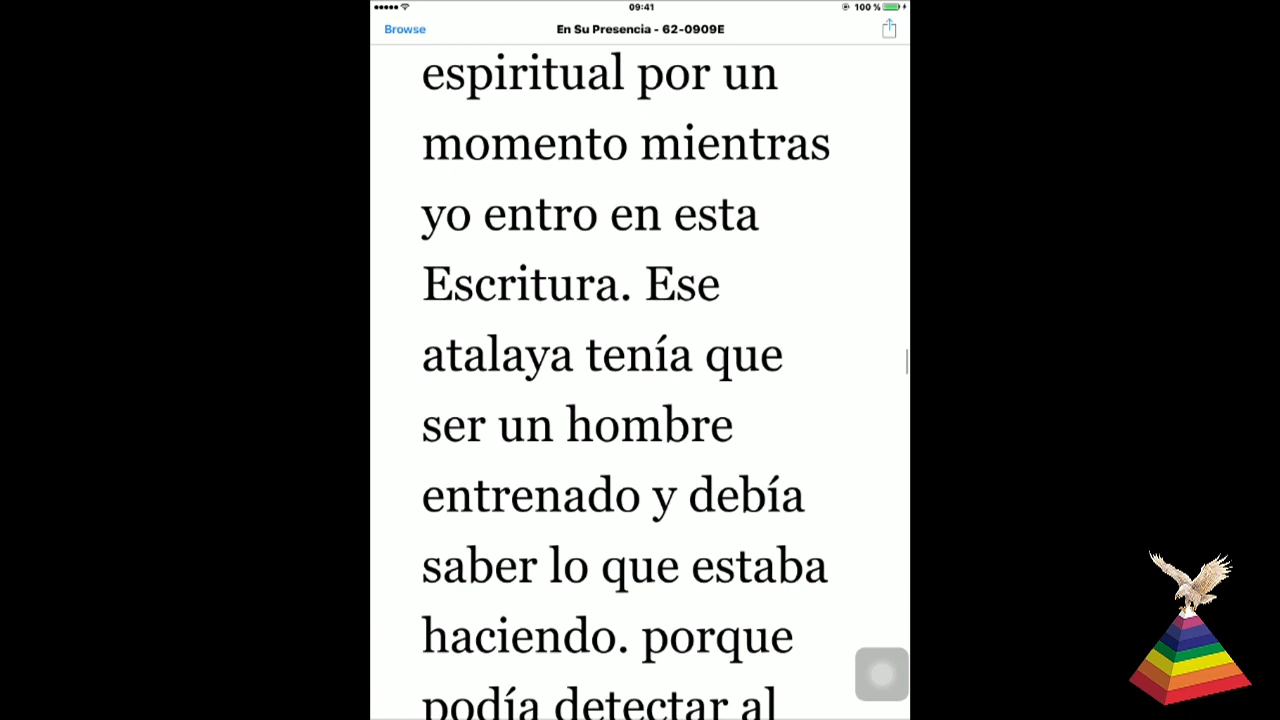 09:41
100 %
Browse
En Su Presencia - 62-0909E
espiritual por un
momento mientras
yo entro en esta
Escritura. Ese
atalaya tenía que
ser un hombre
entrenado y debía
saber lo que estaba
haciendo. porque
podía detectar al